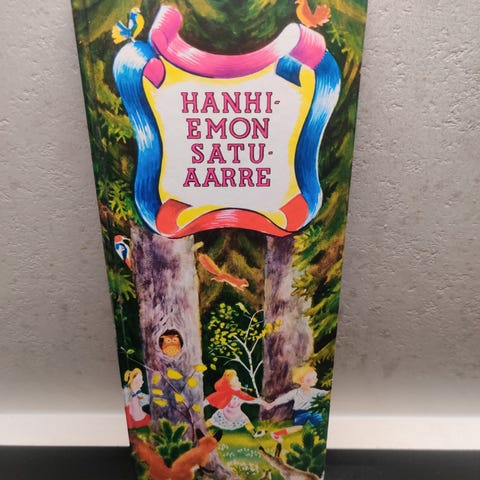 HANHI-
EMON
SATU-
AARRE